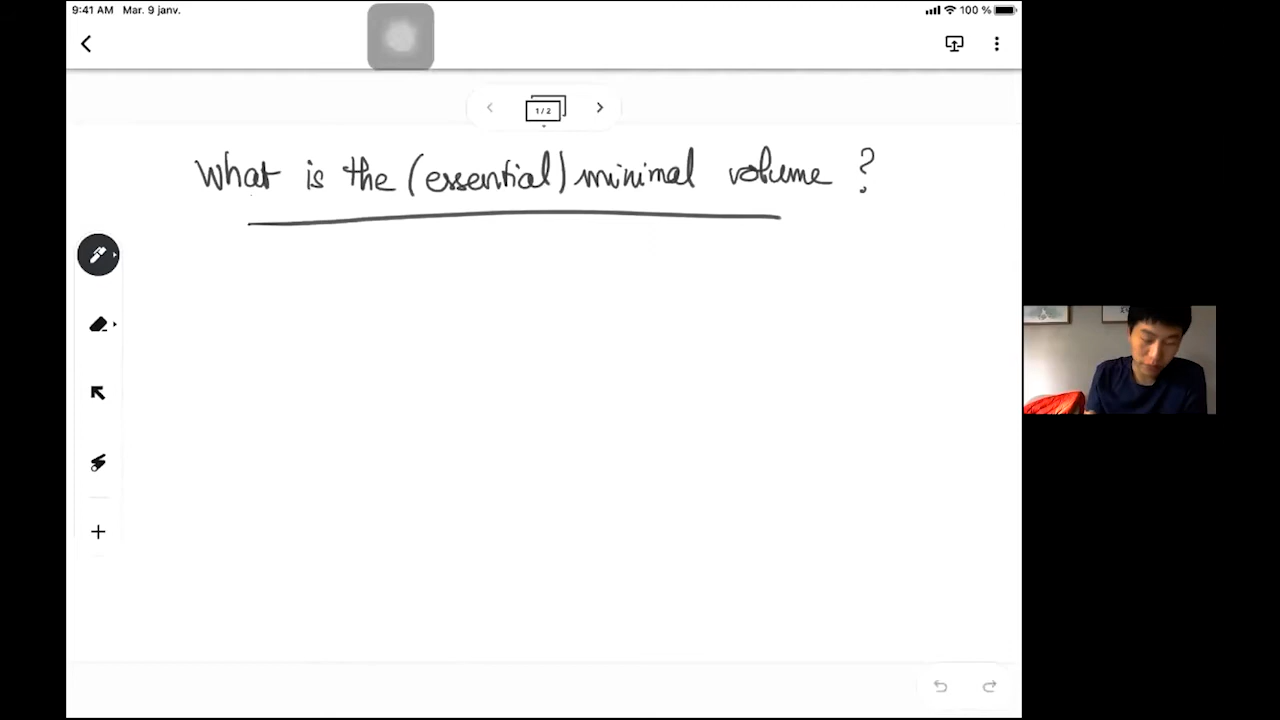 9:41 AM Mar. 9 janv. 100 %
1 / 2
What is the (essential) minimal volume ?